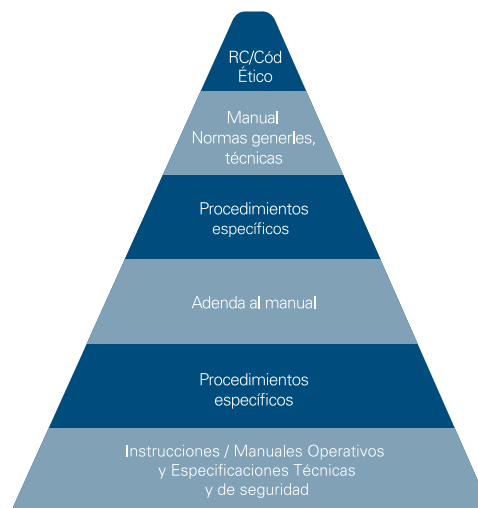 RC/Cód
Ético
Manual
Normas generles,
técnicas
Procedimientos
específicos
Adenda al manual
Procedimientos
específicos
Instrucciones / Manuales Operativos
y Especificaciones Técnicas
y de seguridad